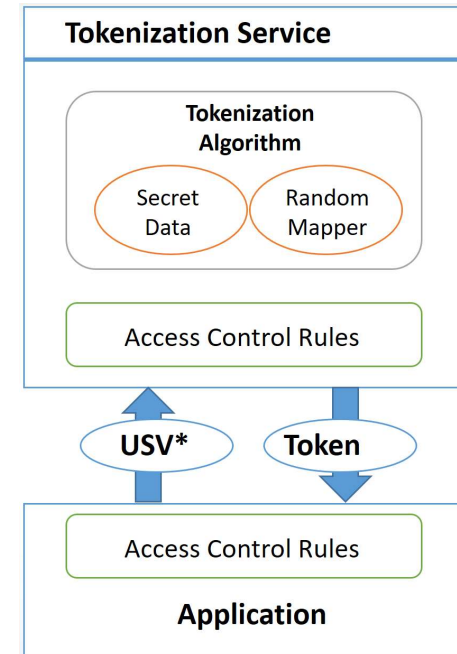 Tokenization Service
Tokenization
Algorithm
Secret
Data
Random
Mapper
Access Control Rules
USV*
Token
Access Control Rules
Application